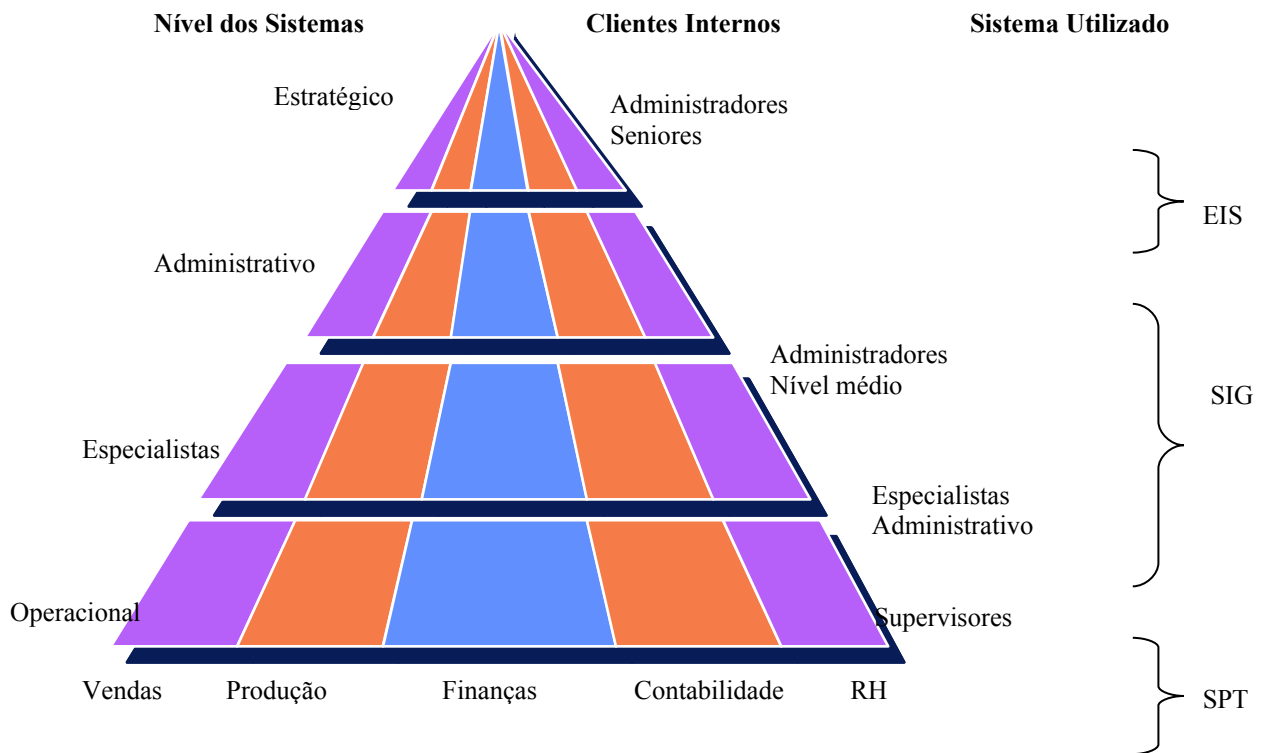 Nível dos Sistemas
Clientes Internos
Sistema Utilizado
Estratégico
Administradores
Seniores
EIS
Administrativo
Administradores
Nível médio
SIG
Especialistas
Especialistas
Administrativo
Operacional
Supervisores
Vendas
Produção
Finanças
Contabilidade
RH
SPT